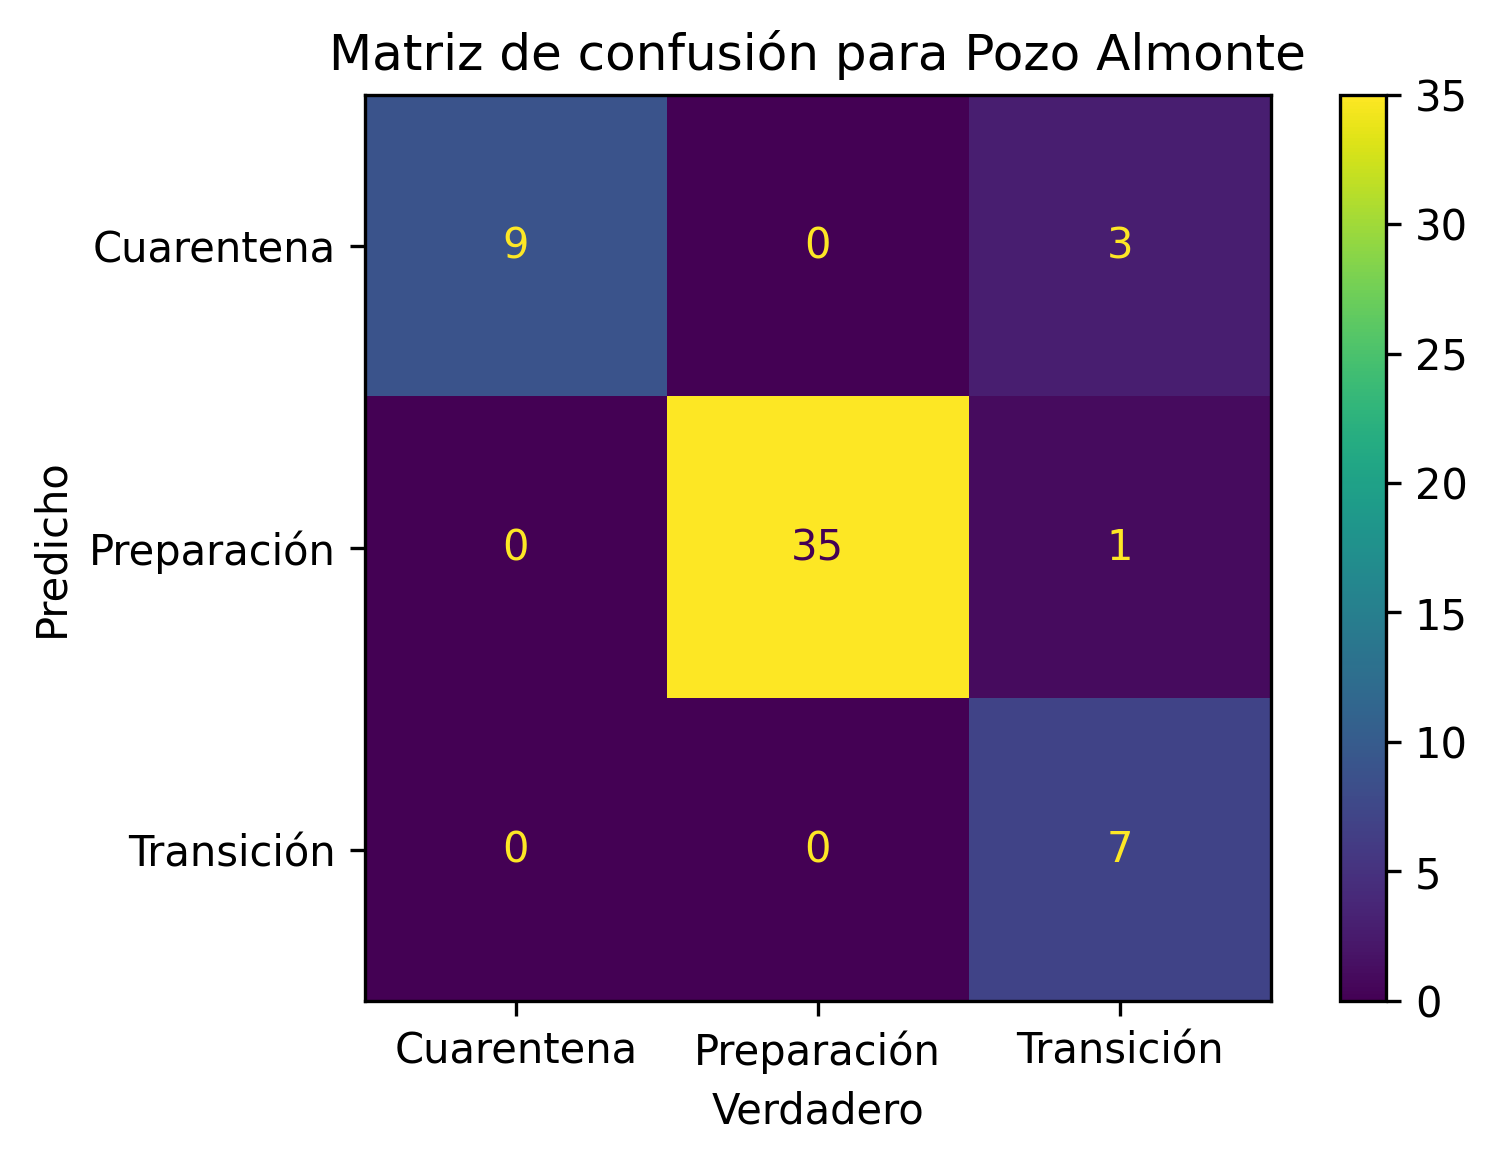 Matriz de confusión para Pozo Almonte
Predicho
Cuarentena
9
0
3
Preparación
0
35
1
Transición
0
0
7
Cuarentena
Preparación
Transición
Verdadero
35
30
25
20
15
10
5
0